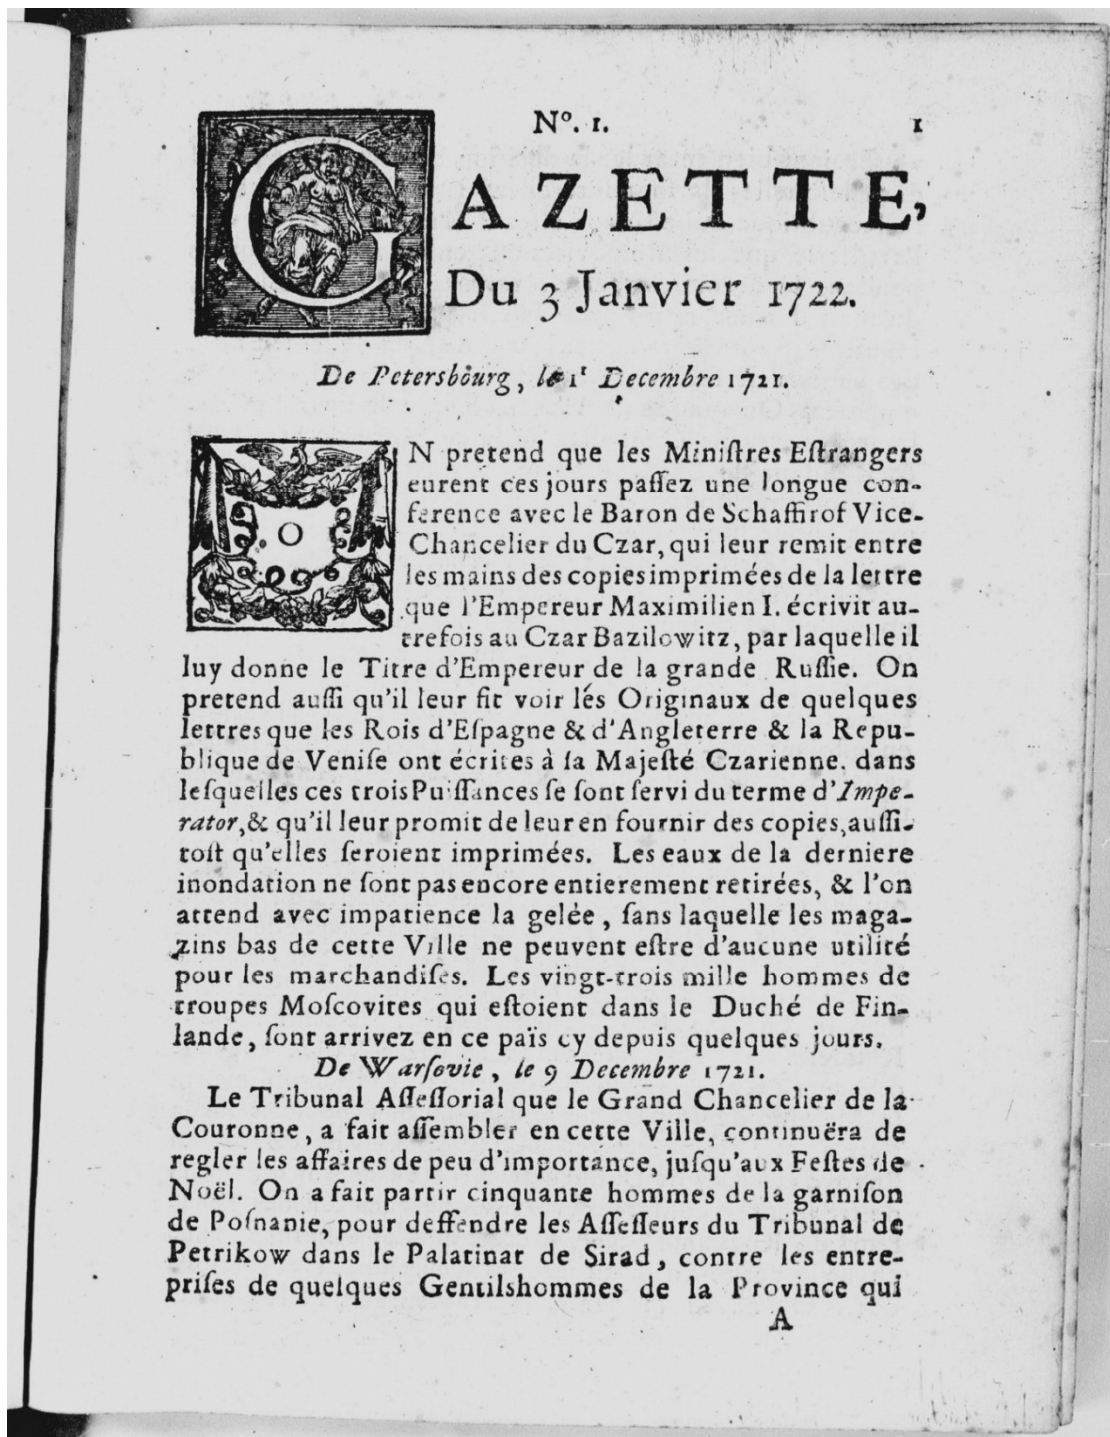 N°. 1. 1
GAZETTE,
Du 3 Janvier 1722.
De Petersbourg, le 1r Decembre 1721.
ON pretend que les Miniſtres Eſtrangers
eurent ces jours paſſez une longue con-
ference avec le Baron de Schaffirof Vice-
Chancelier du Czar, qui leur remit entre
les mains des copies imprimées de la lettre
que l'Empereur Maximilien I. écrivit au-
trefois au Czar Bazilowitz, par laquelle il
luy donne le Titre d'Empereur de la grande Ruſſie. On
pretend auſſi qu'il leur fit voir lés Originaux de quelques
lettres que les Rois d'Eſpagne & d'Angleterre & la Repu-
blique de Veniſe ont écrites à ſa Majeſté Czarienne. dans
leſquelles ces trois Puiſſances ſe ſont ſervi du terme d'Impe-
rator, & qu'il leur promit de leur en fournir des copies, auſſi-
toſt qu'elles ſeroient imprimées. Les eaux de la derniere
inondation ne ſont pas encore entierement retirées, & l'on
attend avec impatience la gelée, ſans laquelle les maga-
zins bas de cette Ville ne peuvent eſtre d'aucune utilité
pour les marchandiſes. Les vingt-trois mille hommes de
troupes Moſcovites qui eſtoient dans le Duché de Fin-
lande, ſont arrivez en ce païs cy depuis quelques jours.
De Warſovie, le 9 Decembre 1721.
Le Tribunal Aſſeſſorial que le Grand Chancelier de la
Couronne, a fait aſſembler en cette Ville, continuëra de
regler les affaires de peu d'importance, juſqu'aux Feſtes de
Noël. On a fait partir cinquante hommes de la garniſon
de Poſnanie, pour deffendre les Aſſeſſeurs du Tribunal de
Petrikow dans le Palatinat de Sirad, contre les entre-
priſes de quelques Gentilshommes de la Province qui
A